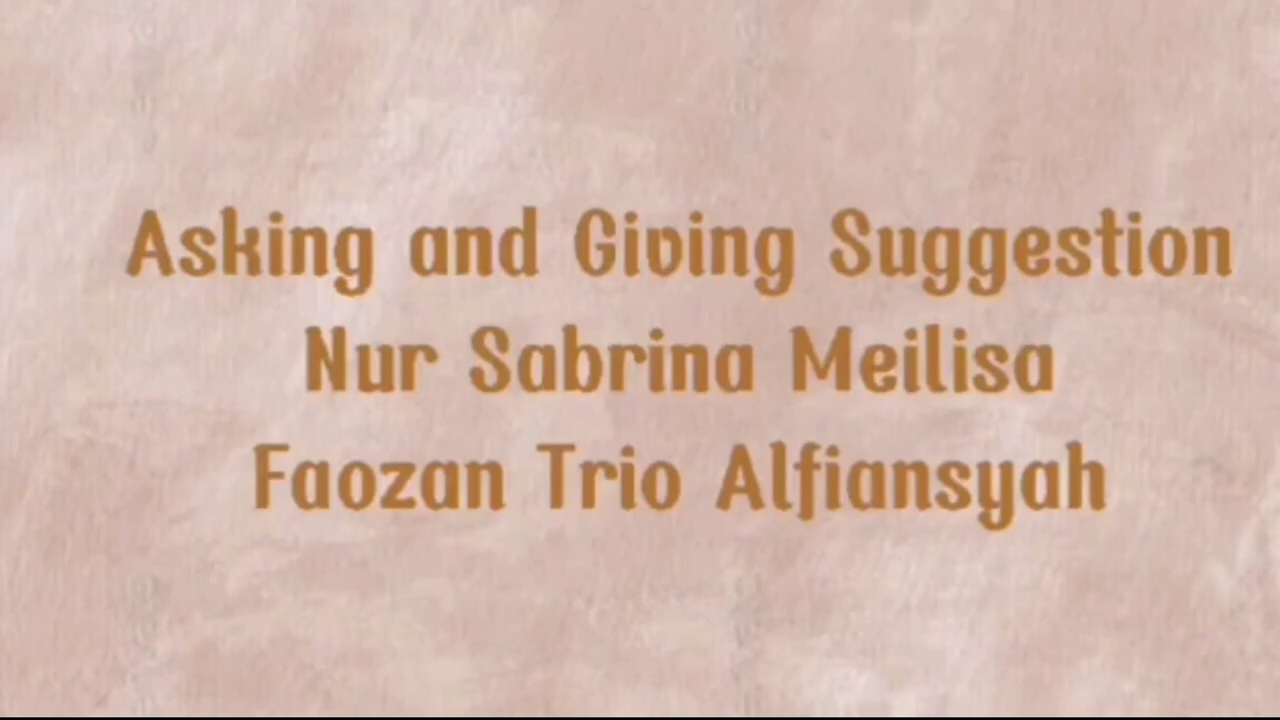 Asking and Giving Suggestion
Nur Sabrina Meilisa
Faozan Trio Alfiansyah